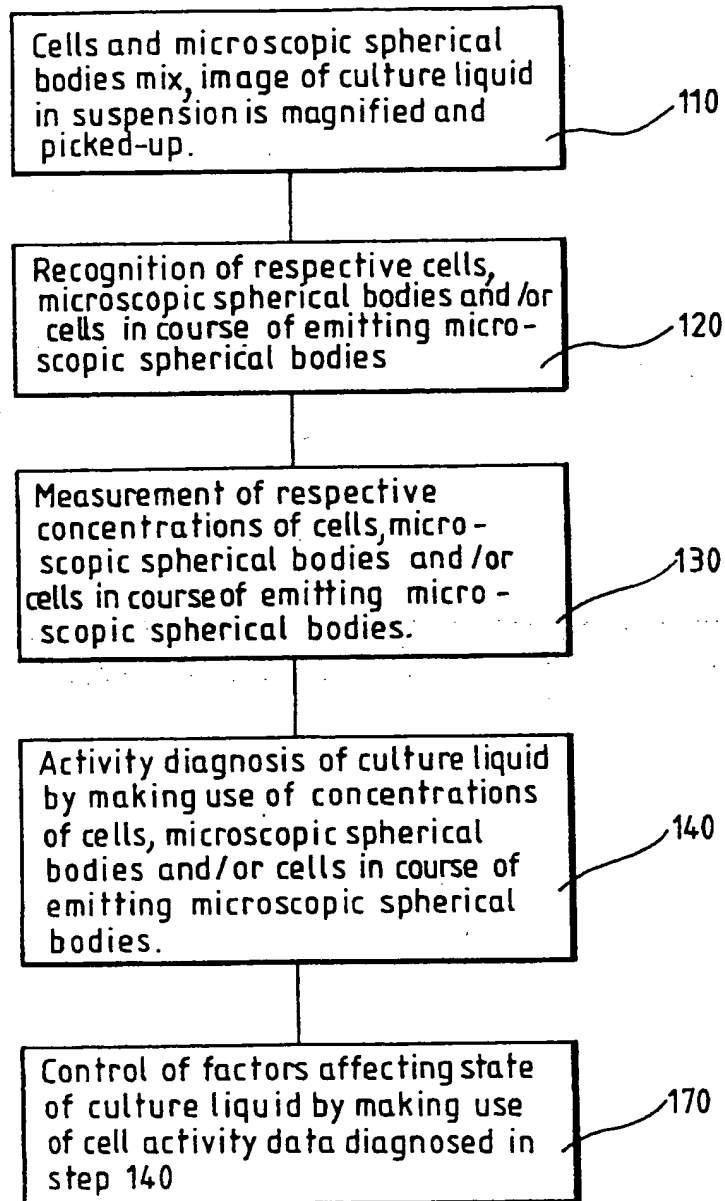 Cells and microscopic spherical
bodies mix, image of culture liquid
in suspension is magnified and
picked-up.
110
Recognition of respective cells,
microscopic spherical bodies and/or
cells in course of emitting micro-
scopic spherical bodies
120
Measurement of respective
concentrations of cells, micro-
scopic spherical bodies and/or
cells in course of emitting micro-
scopic spherical bodies.
130
Activity diagnosis of culture liquid
by making use of concentrations
of cells, microscopic spherical
bodies and/or cells in course of
emitting microscopic spherical
bodies.
140
Control of factors affecting state
of culture liquid by making use
of cell activity data diagnosed in
step 140
170